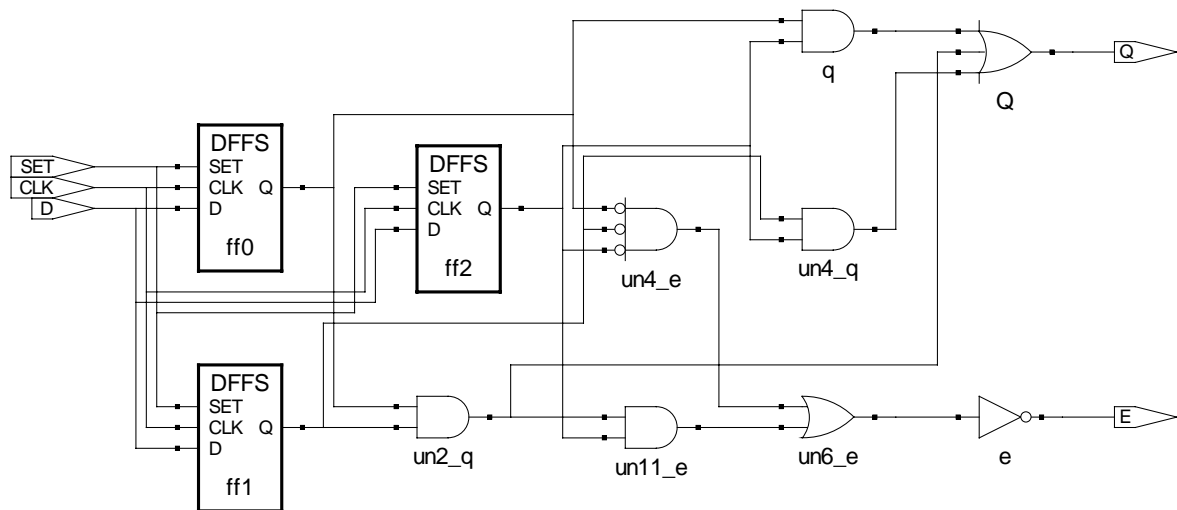 Q
q
Q
DFFS
SET
CLK
Q
D
ff0
SET
CLK
D
DFFS
SET
CLK
Q
D
ff2
un4_e
un4_q
DFFS
SET
CLK
Q
D
ff1
un2_q
un11_e
un6_e
e
E